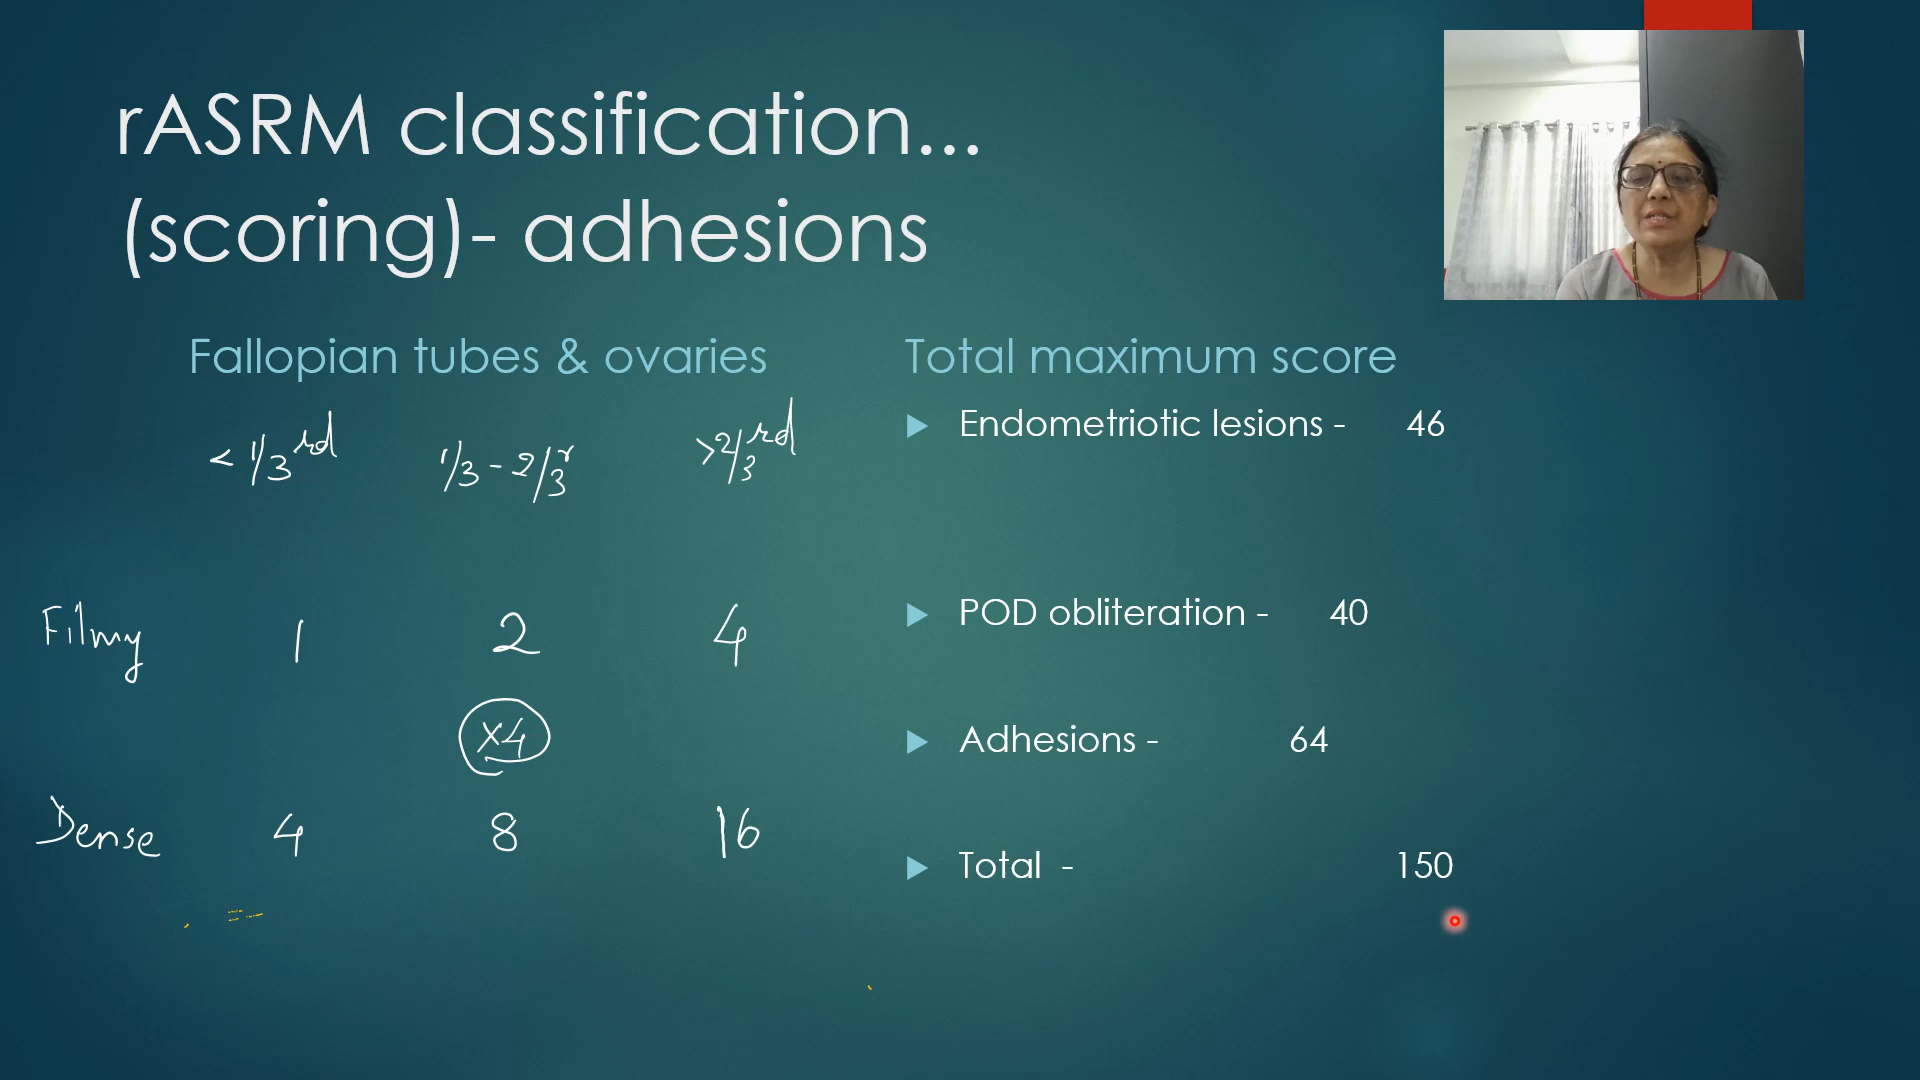 rASRM classification...
(scoring)- adhesions
Fallopian tubes & ovaries
< 1/3rd 1/3 - 2/3r >2/3rd
Filmy 1 2 4
x4
Dense 4 8 16
Total maximum score
Endometriotic lesions - 46
POD obliteration - 40
Adhesions - 64
Total - 150